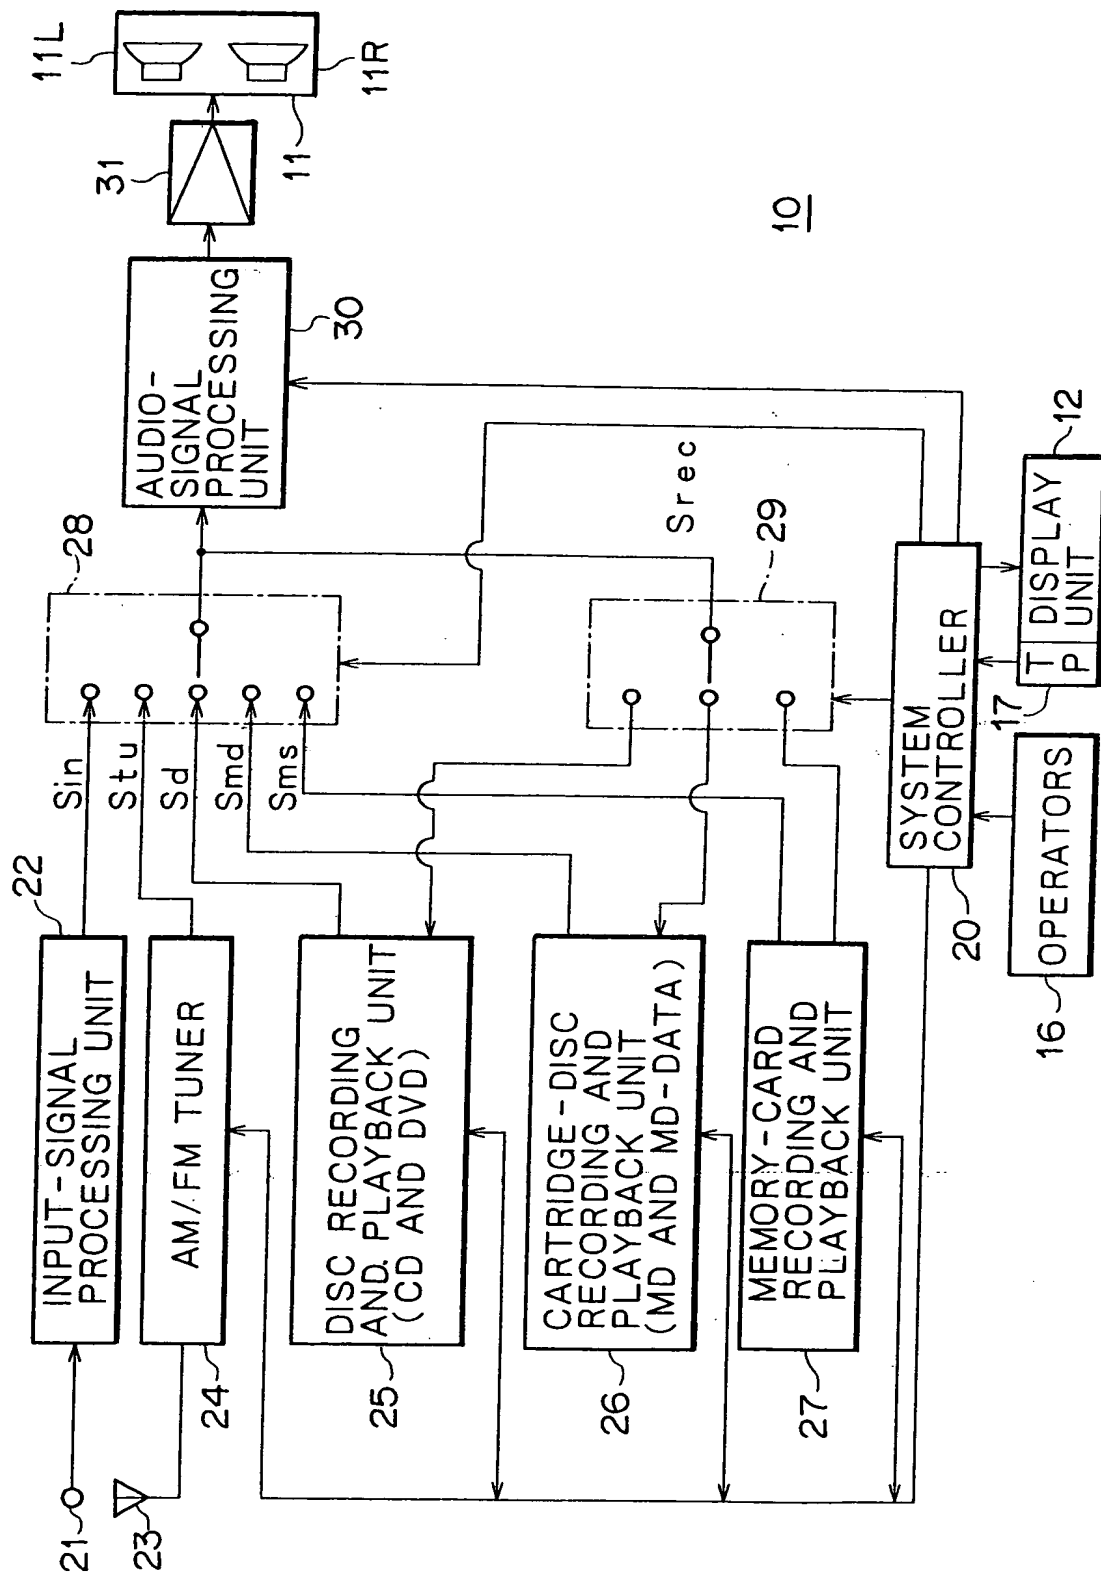 11L
11R
11
31
10
AUDIO-
SIGNAL
PROCESSING
UNIT
30
28
Srec
29
Sin
Stu
Sd
Smd
Sms
22
INPUT-SIGNAL
PROCESSING UNIT
21
AM/FM TUNER
24
23
DISC RECORDING
AND. PLAYBACK UNIT
(CD AND DVD)
25
CARTRIDGE-DISC
RECORDING AND
PLAYBACK UNIT
(MD AND MD-DATA)
26
MEMORY-CARD
RECORDING AND
PLAYBACK UNIT
27
SYSTEM
CONTROLLER
20
OPERATORS
16
TP
17
DISPLAY
UNIT
12